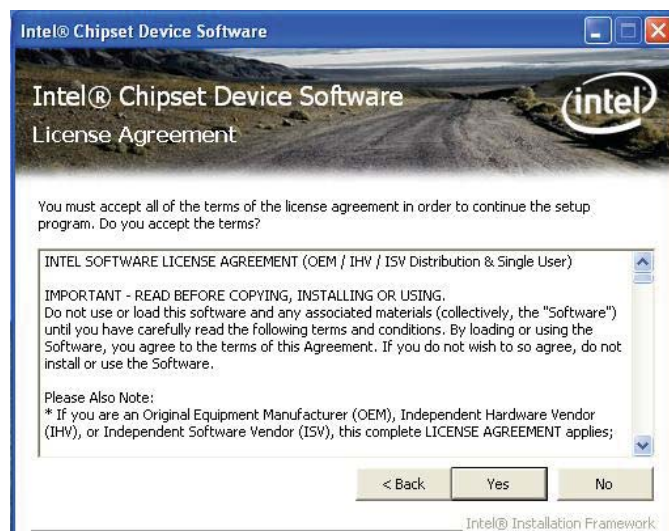 Intel® Chipset Device Software
Intel® Chipset Device Software
intel
License Agreement
You must accept all of the terms of the license agreement in order to continue the setup
program. Do you accept the terms?
INTEL SOFTWARE LICENSE AGREEMENT (OEM / IHV / ISV Distribution & Single User)
IMPORTANT - READ BEFORE COPYING, INSTALLING OR USING.
Do not use or load this software and any associated materials (collectively, the "Software")
until you have carefully read the following terms and conditions. By loading or using the
Software, you agree to the terms of this Agreement. If you do not wish to so agree, do not
install or use the Software.
Please Also Note:
* If you are an Original Equipment Manufacturer (OEM), Independent Hardware Vendor
(IHV), or Independent Software Vendor (ISV), this complete LICENSE AGREEMENT applies;
< Back Yes No
Intel® Installation Framework